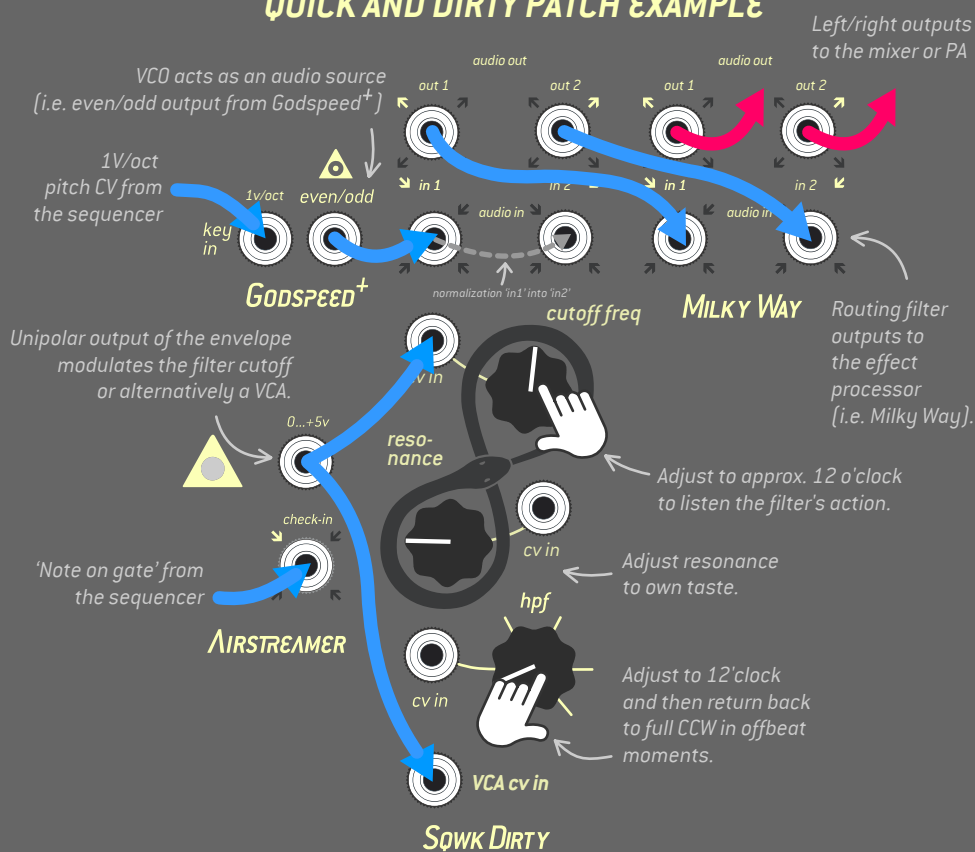 QUICK AND DIRTY PATCH EXAMPLE
Left/right outputs
to the mixer or PA
VCO acts as an audio source
(i.e. even/odd output from Godspeed+)
audio out
out 1
out 2
audio out
out 1
out 2
1V/oct
pitch CV from
the sequencer
1v/oct
even/odd
key
in
in 1
in 2
audio in
in 1
in 2
audio in
normalization 'in1' into 'in2'
Godspeed+
Milky Way
Routing filter
outputs to
the effect
processor
(i.e. Milky Way).
Unipolar output of the envelope
modulates the filter cutoff
or alternatively a VCA.
cutoff freq
cv in
0...+5v
reso-
nance
Adjust to approx. 12 o'clock
to listen the filter's action.
check-in
cv in
Adjust resonance
to own taste.
'Note on gate' from
the sequencer
Airstreamer
hpf
cv in
Adjust to 12'clock
and then return back
to full CCW in offbeat
moments.
VCA cv in
Sqwk Dirty